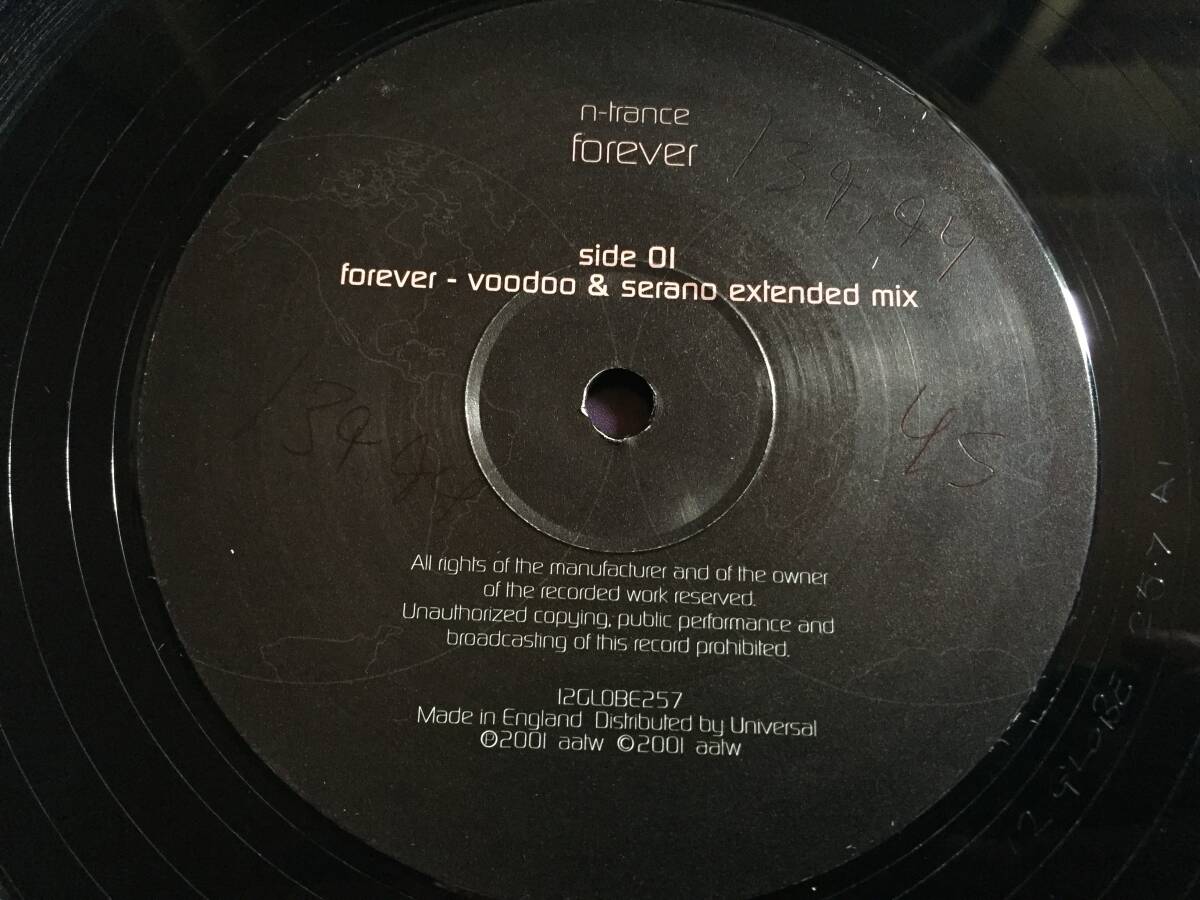 n-trance
forever
side 01
forever - voodoo & serano extended mix
45
All rights of the manufacturer and of the owner
of the recorded work reserved.
Unauthorized copying, public performance and
broadcasting of this record prohibited.
12GLOBE257
Made in England Distributed by Universal
℗2001 aatw ©2001 aatw